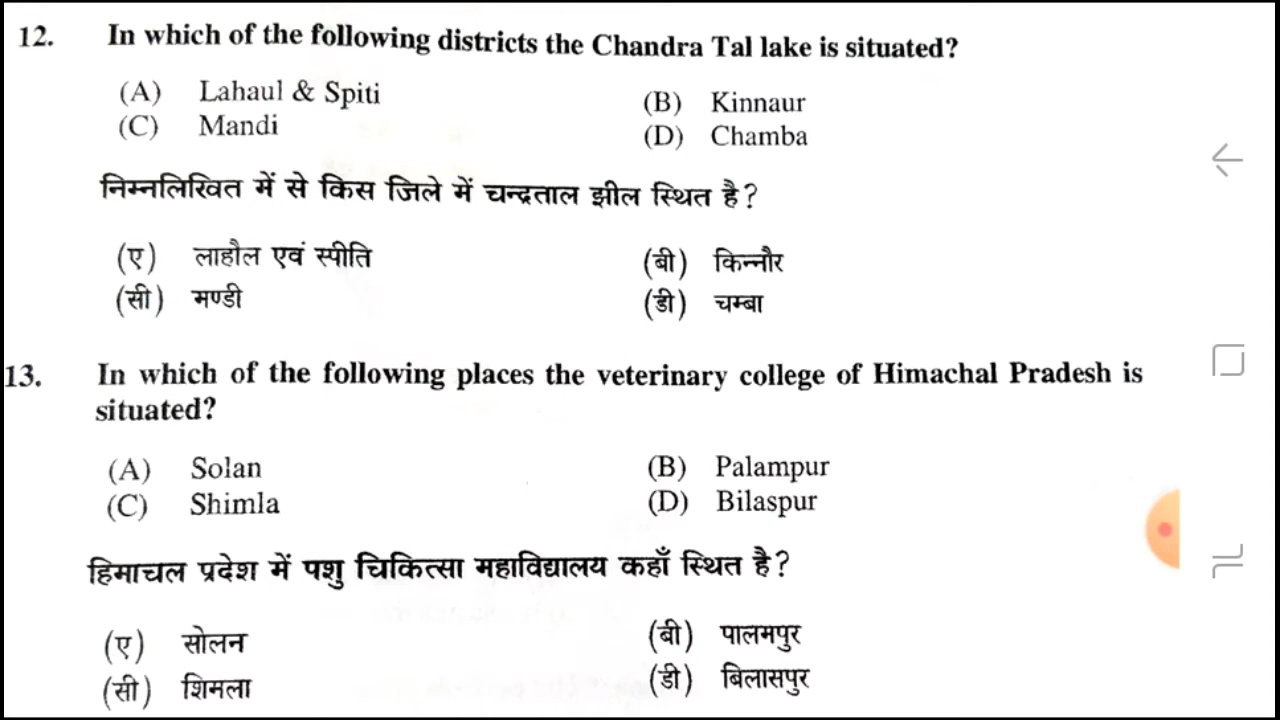 12. In which of the following districts the Chandra Tal lake is situated?
(A) Lahaul & Spiti (B) Kinnaur
(C) Mandi (D) Chamba
निम्नलिखित में से किस जिले में चन्द्रताल झील स्थित है?
(ए) लाहौल एवं स्पीति (बी) किन्नौर
(सी) मण्डी (डी) चम्बा
13. In which of the following places the veterinary college of Himachal Pradesh is
situated?
(A) Solan (B) Palampur
(C) Shimla (D) Bilaspur
हिमाचल प्रदेश में पशु चिकित्सा महाविद्यालय कहाँ स्थित है?
(ए) सोलन (बी) पालमपुर
(सी) शिमला (डी) बिलासपुर